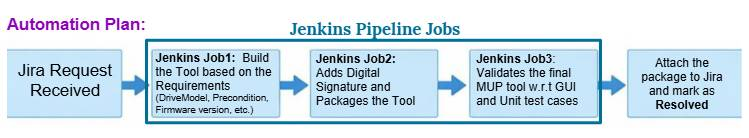 Automation Plan:
Jenkins Pipeline Jobs
Jira Request
Received
Jenkins Job1: Build
the Tool based on the
Requirements
(DriveModel, Precondition,
Firmware version, etc.)
Jenkins Job2:
Adds Digital
Signature and
Packages the Tool
Jenkins Job3:
Validates the final
MUP tool w.r.t GUI
and Unit test cases
Attach the
package to Jira
and mark as
Resolved